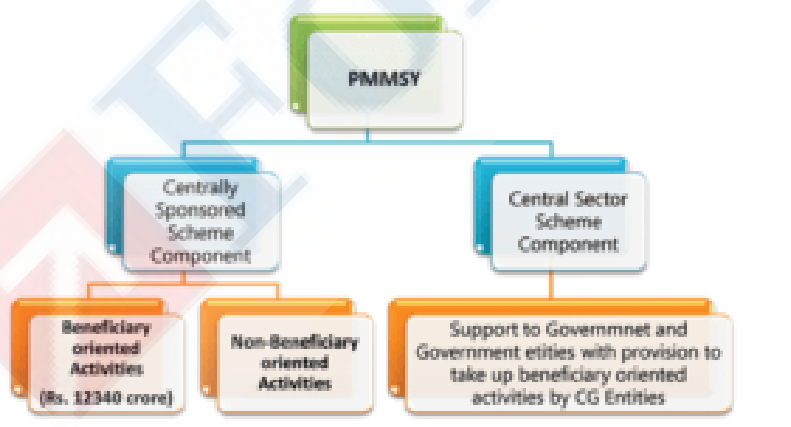 PMMSY
Centrally
Sponsored
Scheme
Component
Central Sector
Scheme
Component
Beneficiary
oriented
Activities
(Rs. 12340 crore)
Non-Beneficiary
oriented
Activities
Support to Governmnet and
Government etities with provision to
take up beneficiary oriented
activities by CG Entities